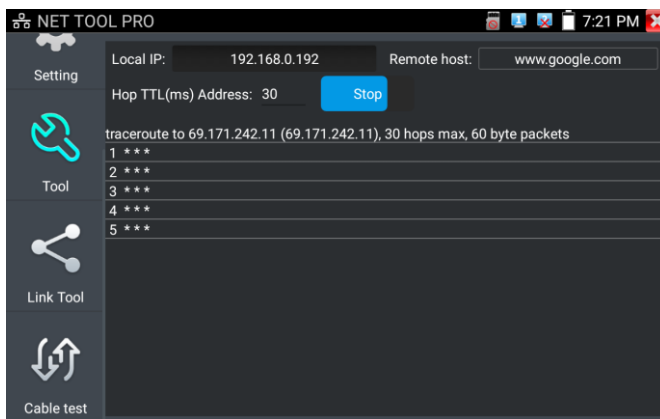 NET TOOL PRO
7:21 PM
Setting
Tool
Link Tool
Cable test
Local IP: 192.168.0.192 Remote host: www.google.com
Hop TTL(ms) Address: 30 Stop
traceroute to 69.171.242.11 (69.171.242.11), 30 hops max, 60 byte packets
1 * * *
2 * * *
3 * * *
4 * * *
5 * * *